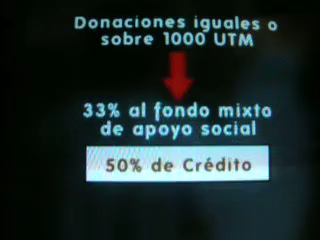 Donaciones iguales o
sobre 1000 UTM
33% al fondo mixto
de apoyo social
50% de Crédito